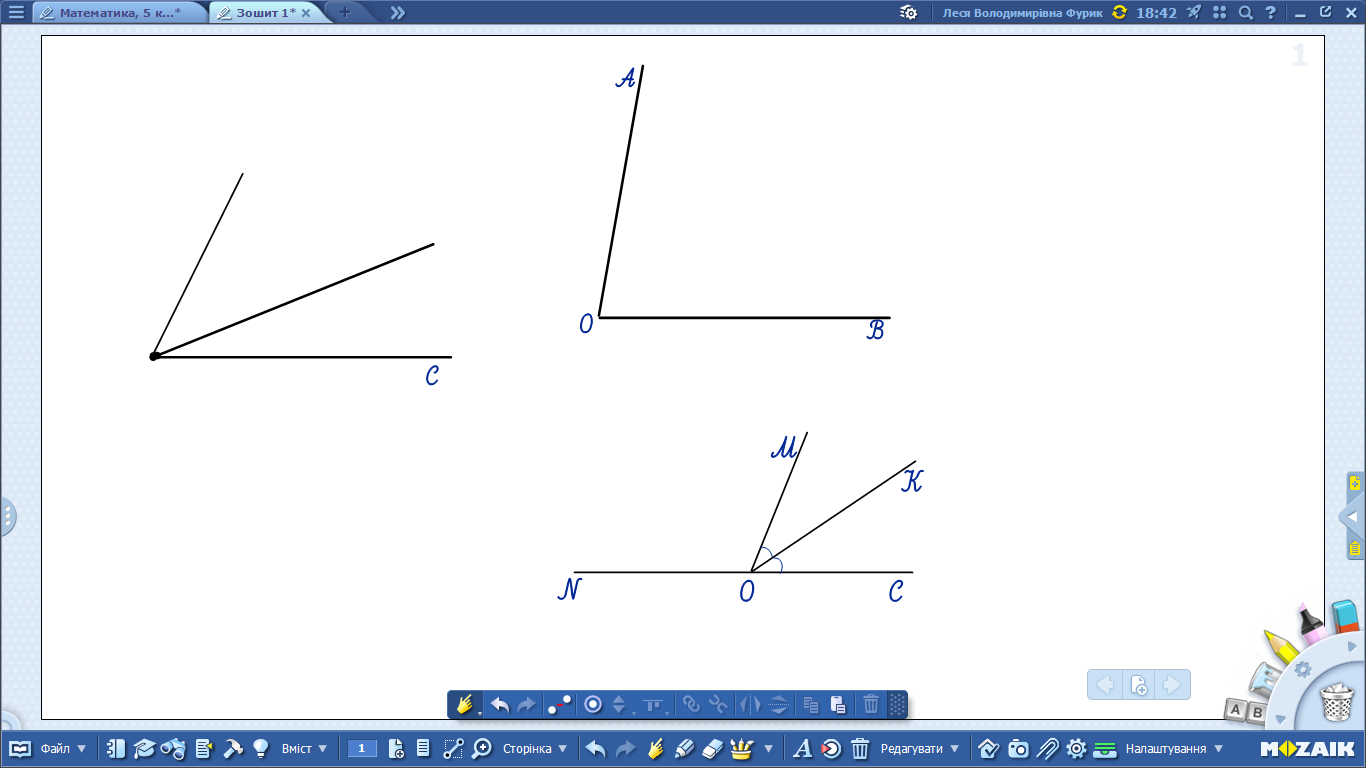 Математика, 5 к...*
Зошит 1*
Леся Володимирівна Фурик
18:42
1
A
O
B
C
M
K
N
O
C
A B
Файл
Вміст
1
Сторінка
A
Редагувати
Налаштування
MOZAIK